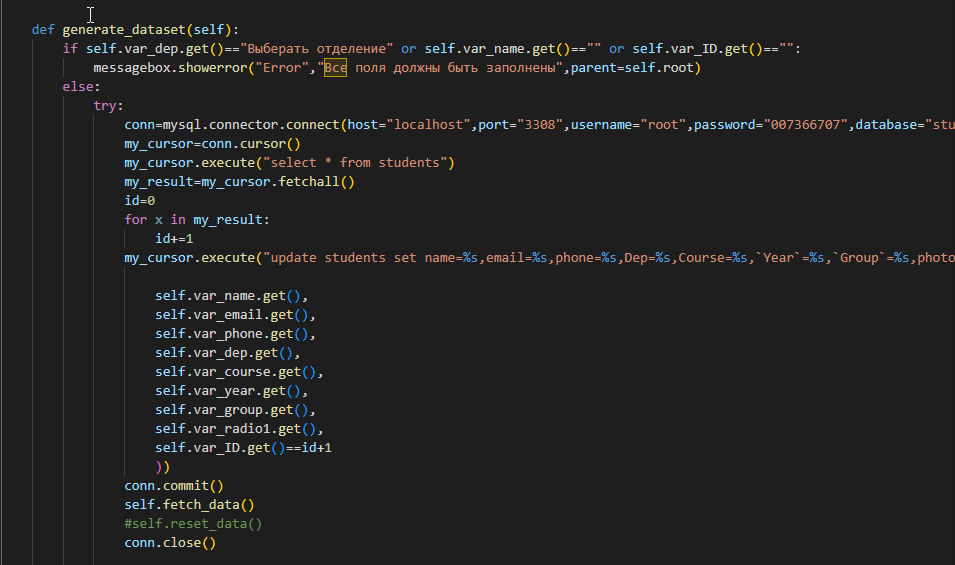 def generate_dataset(self):
if self.var_dep.get()=="Выберать отделение" or self.var_name.get()=="" or self.var_ID.get()=="":
messagebox.showerror("Error","Все поля должны быть заполнены",parent=self.root)
else:
try:
conn=mysql.connector.connect(host="localhost",port="3308",username="root",password="007366707",database="stu
my_cursor=conn.cursor()
my_cursor.execute("select * from students")
my_result=my_cursor.fetchall()
id=0
for x in my_result:
id+=1
my_cursor.execute("update students set name=%s,email=%s,phone=%s,Dep=%s,Course=%s,`Year`=%s,`Group`=%s,photo
self.var_name.get(),
self.var_email.get(),
self.var_phone.get(),
self.var_dep.get(),
self.var_course.get(),
self.var_year.get(),
self.var_group.get(),
self.var_radio1.get(),
self.var_ID.get()==id+1
))
conn.commit()
self.fetch_data()
#self.reset_data()
conn.close()